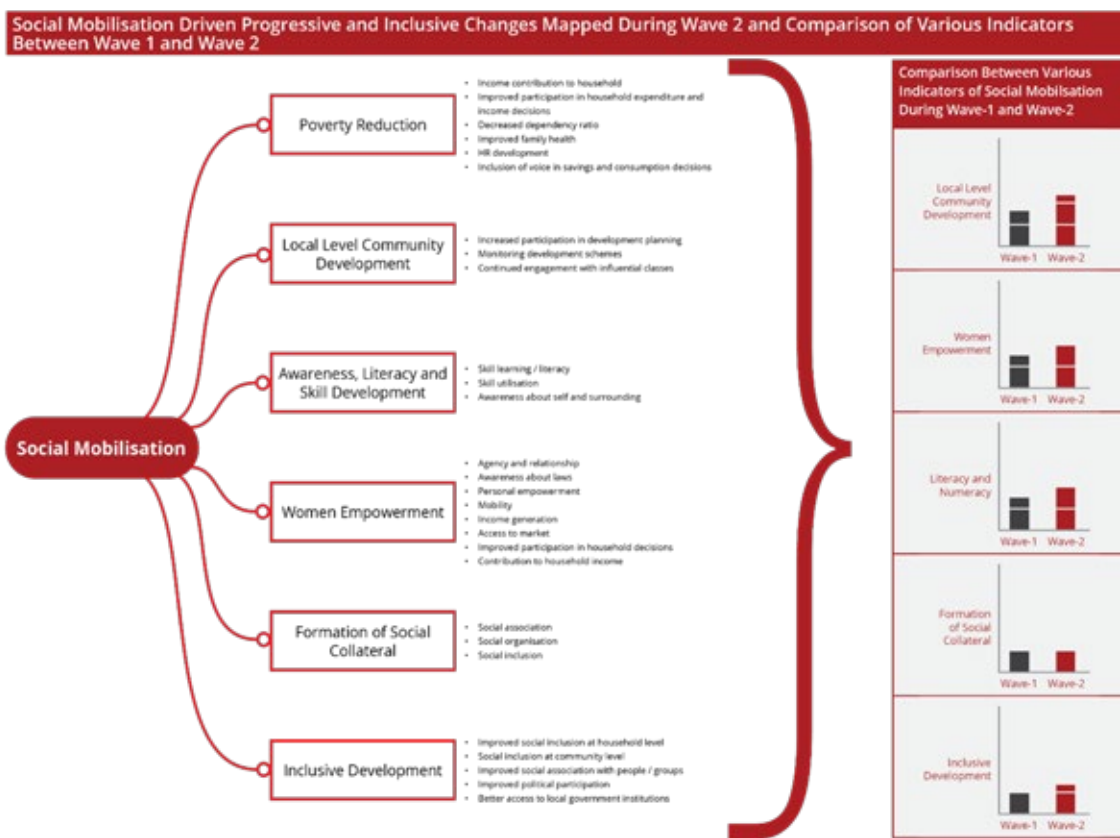 Social Mobilisation Driven Progressive and Inclusive Changes Mapped During Wave 2 and Comparison of Various Indicators
Between Wave 1 and Wave 2
Social Mobilisation
Poverty Reduction
• Income contribution to household
• Improved participation in household expenditure and
income decisions
• Decreased dependency ratio
• Improved family health
• HR development
• Inclusion of voice in savings and consumption decisions
Local Level Community
Development
• Increased participation in development planning
• Monitoring development schemes
• Continued engagement with influential classes
Awareness, Literacy and
Skill Development
• Skill learning / literacy
• Skill utilisation
• Awareness about self and surrounding
Women Empowerment
• Agency and relationship
• Awareness about laws
• Personal empowerment
• Mobility
• Income generation
• Access to market
• Improved participation in household decisions
• Contribution to household income
Formation of Social
Collateral
• Social association
• Social organisation
• Social inclusion
Inclusive Development
• Improved social inclusion at household level
• Social inclusion at community level
• Improved social association with people / groups
• Improved political participation
• Better access to local government institutions
Comparison Between Various
Indicators of Social Mobilsation
During Wave-1 and Wave-2
Local Level
Community
Development
Wave-1 Wave-2
Women
Empowerment
Wave-1 Wave-2
Literacy and
Numeracy
Wave-1 Wave-2
Formation
of Social
Collateral
Wave-1 Wave-2
Inclusive
Development
Wave-1 Wave-2